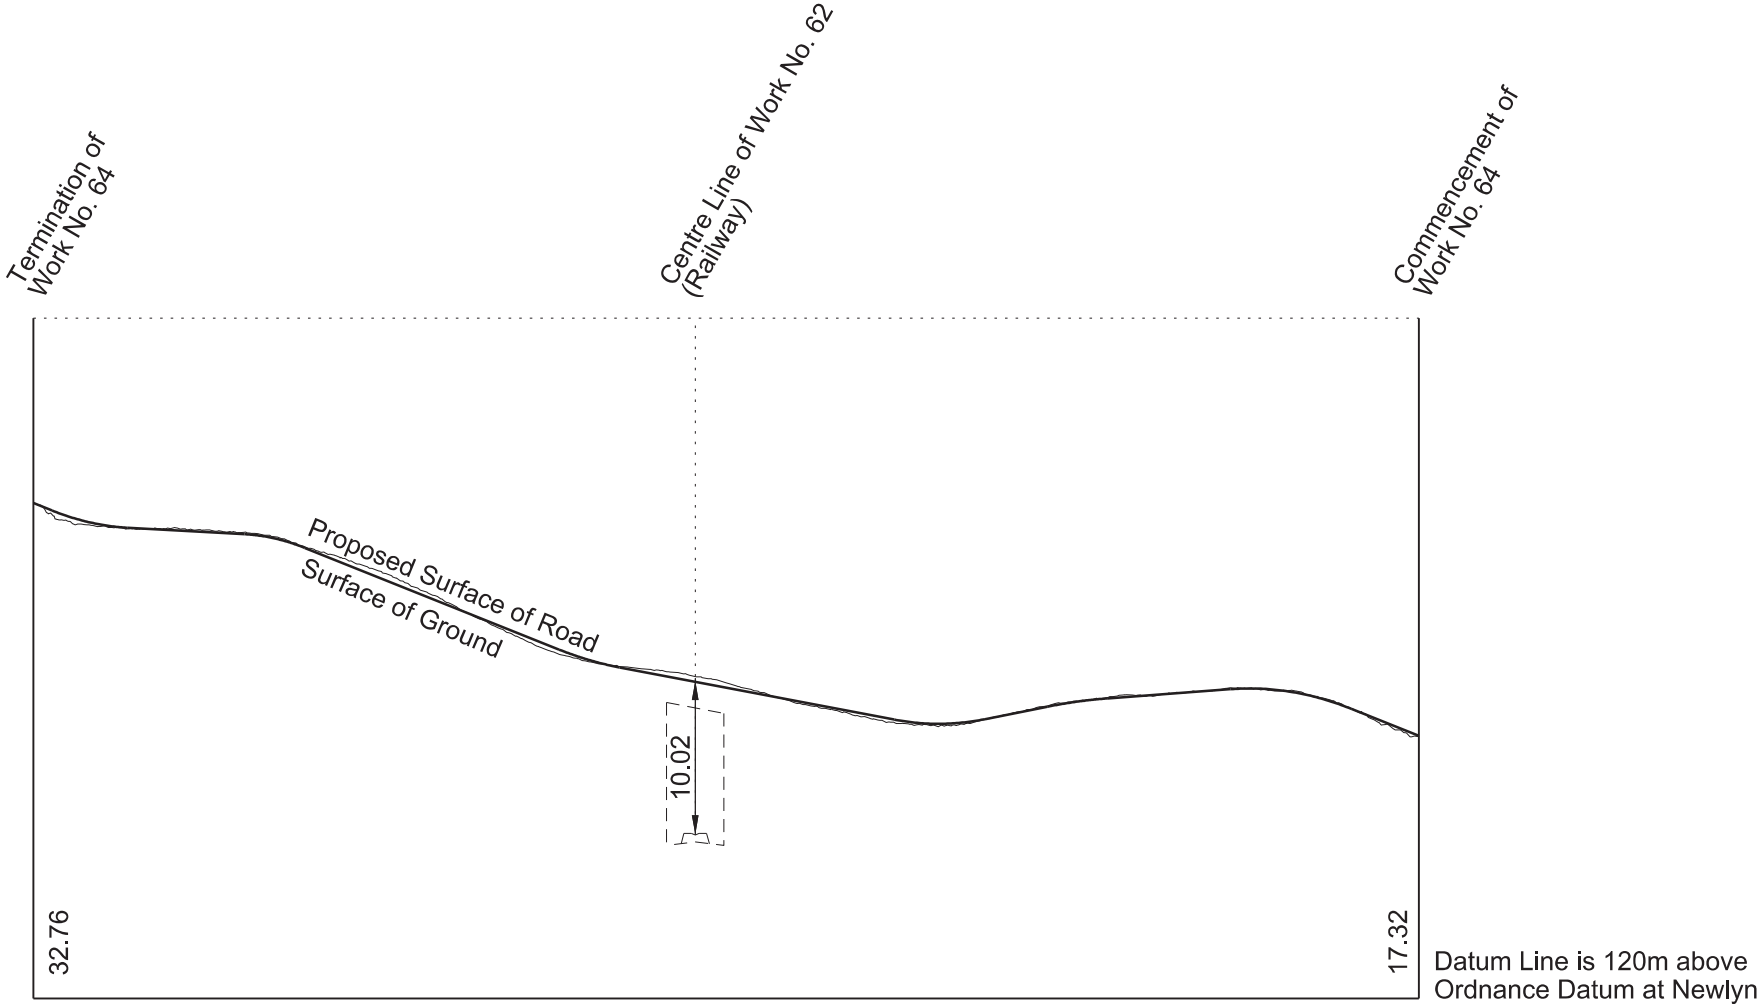 Termination of
Work No. 64
Centre Line of Work No. 62
(Railway)
Commencement of
Work No. 64
Proposed Surface of Road
Surface of Ground
10.02
32.76
17.32
Datum Line is 120m above
Ordnance Datum at Newlyn